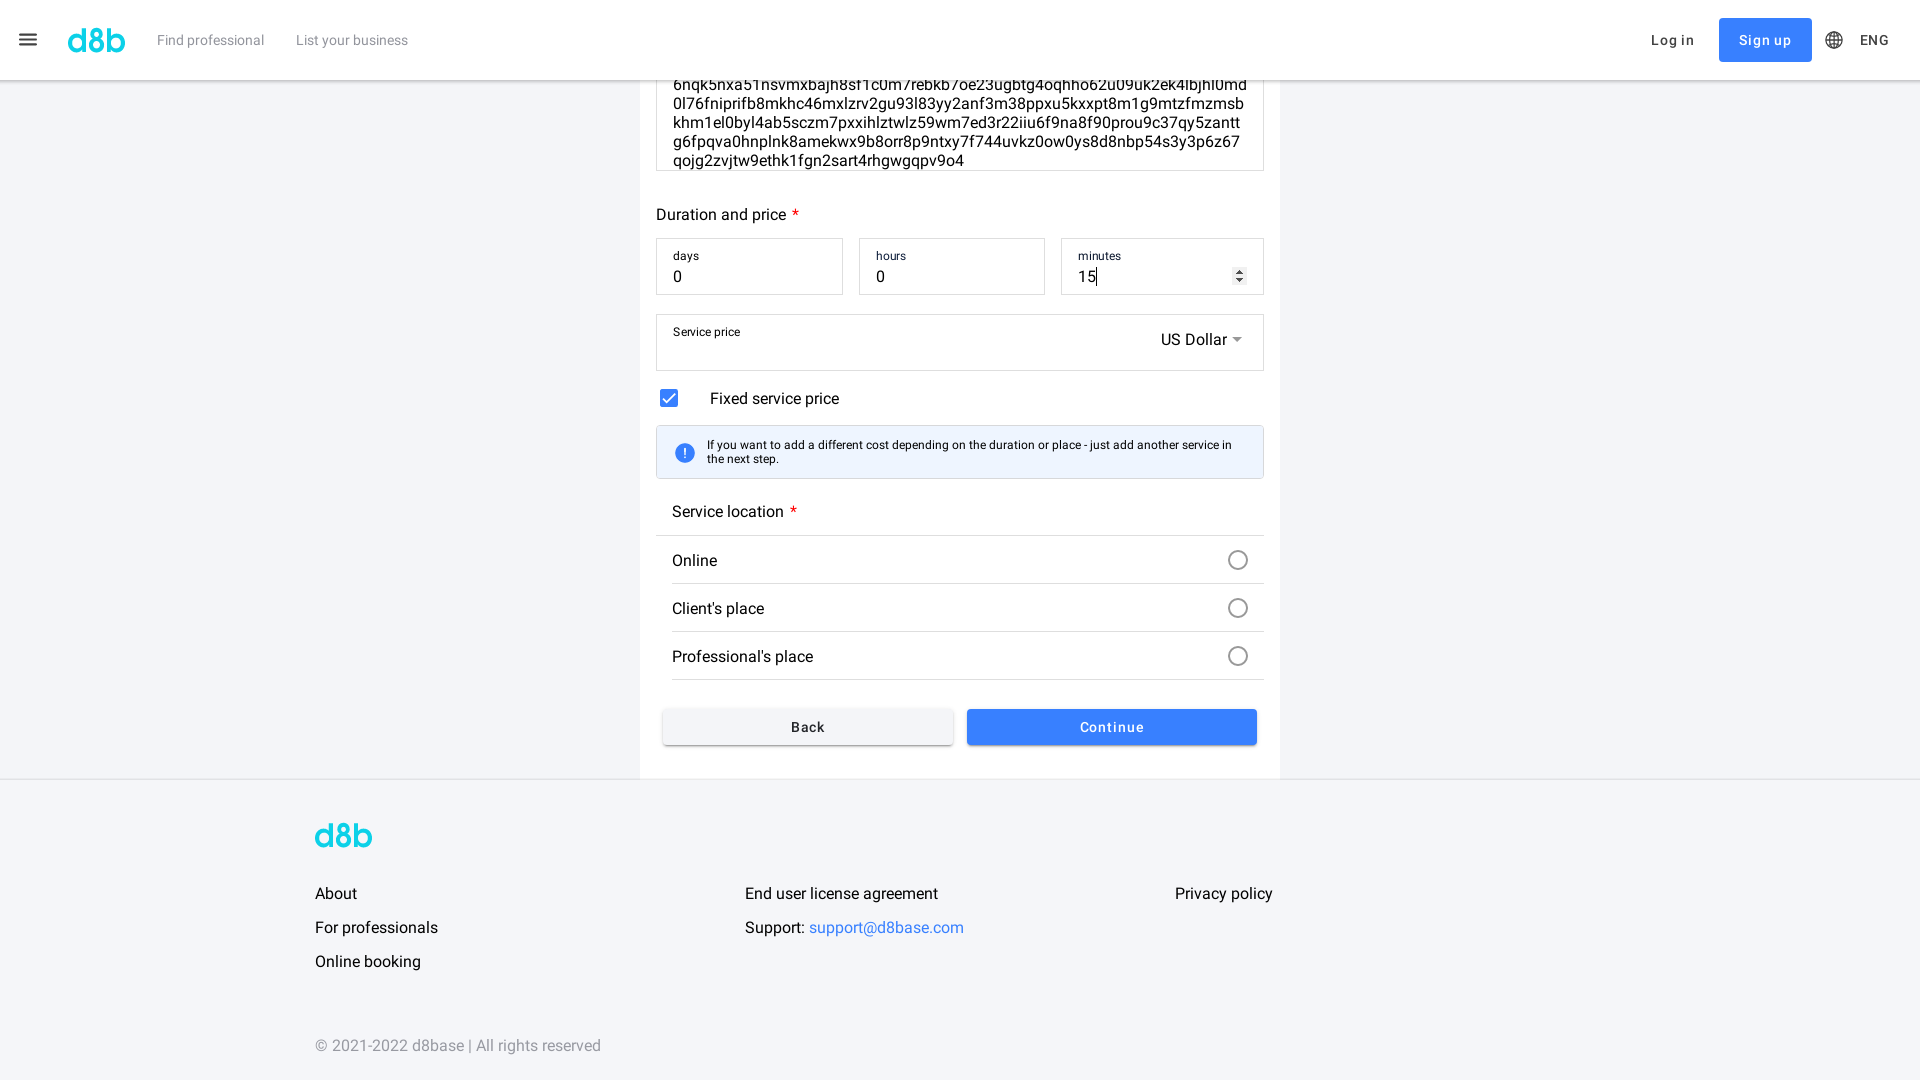 d8b
Find professional
List your business
Log in
Sign up
ENG
6nqk5nxa51nsvmxbajh8sf1c0m7rebkb7oe23ugbtg4oqhho62u09uk2ek4lbjhl0md
0l76fniprifb8mkhc46mxlzrv2gu93l83yy2anf3m38ppxu5kxxpt8m1g9mtzfmzmsb
khm1el0byl4ab5sczm7pxxihlztwlz59wm7ed3r22iiu6f9na8f90prou9c37qy5zantt
g6fpqva0hnplnk8amekwx9b8orr8p9ntxy7f744uvkz0ow0ys8d8nbp54s3y3p6z67
qojg2zvjtw9ethk1fgn2sart4rhgwgqpv9o4
Duration and price *
days
0
hours
0
minutes
15
Service price
US Dollar
Fixed service price
If you want to add a different cost depending on the duration or place - just add another service in
the next step.
Service location *
Online
Client's place
Professional's place
Back
Continue
d8b
About
End user license agreement
Privacy policy
For professionals
Support: support@d8base.com
Online booking
© 2021-2022 d8base | All rights reserved